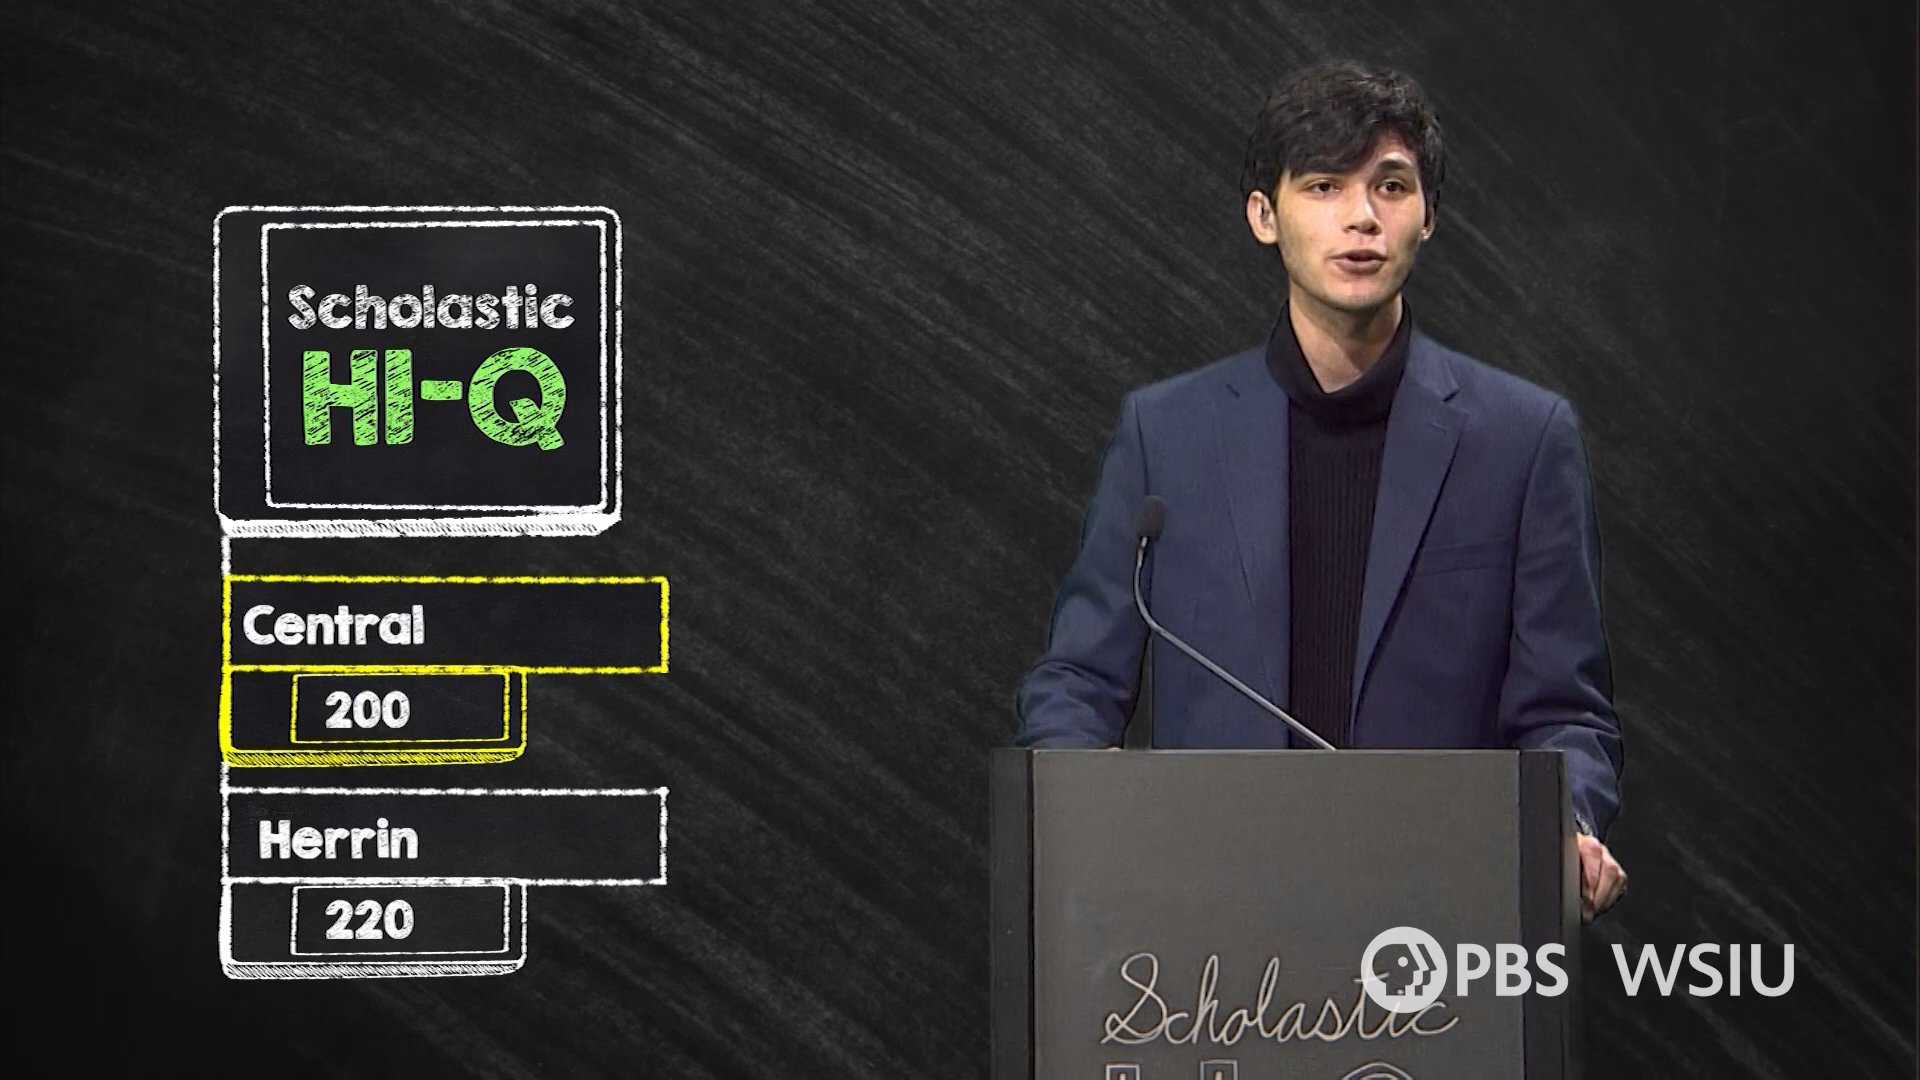 Scholastic
HI-Q
Central
200
Herrin
220
Scholastic
PBS WSIU